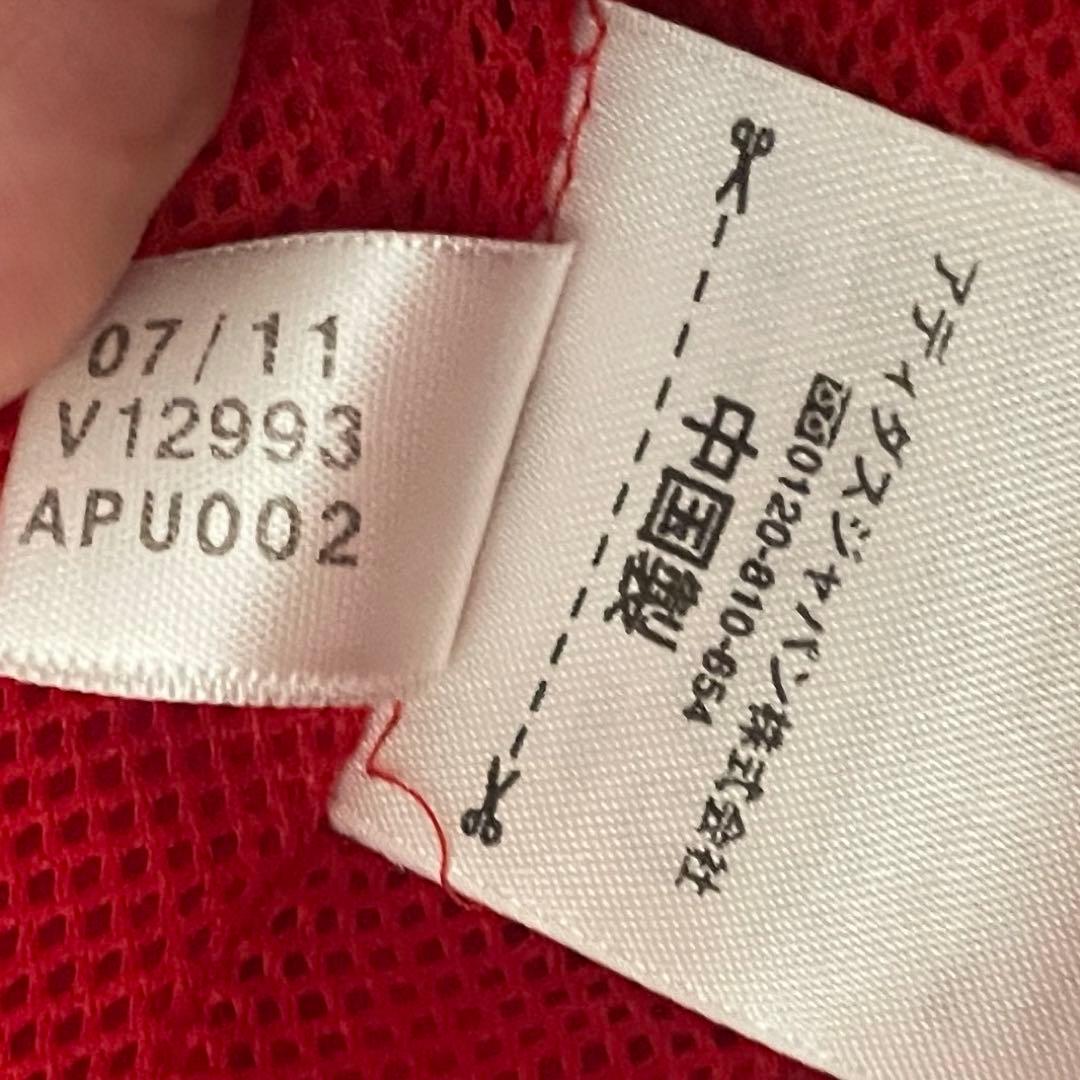 07/11
V12993
APU002
アディダスジャパン株式会社
0120-810-654
中国製